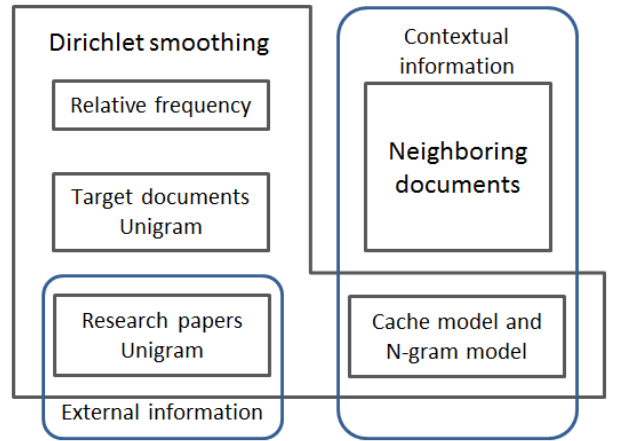 Dirichlet smoothing
Relative frequency
Target documents
Unigram
Research papers
Unigram
External information
Contextual
information
Neighboring
documents
Cache model and
N-gram model